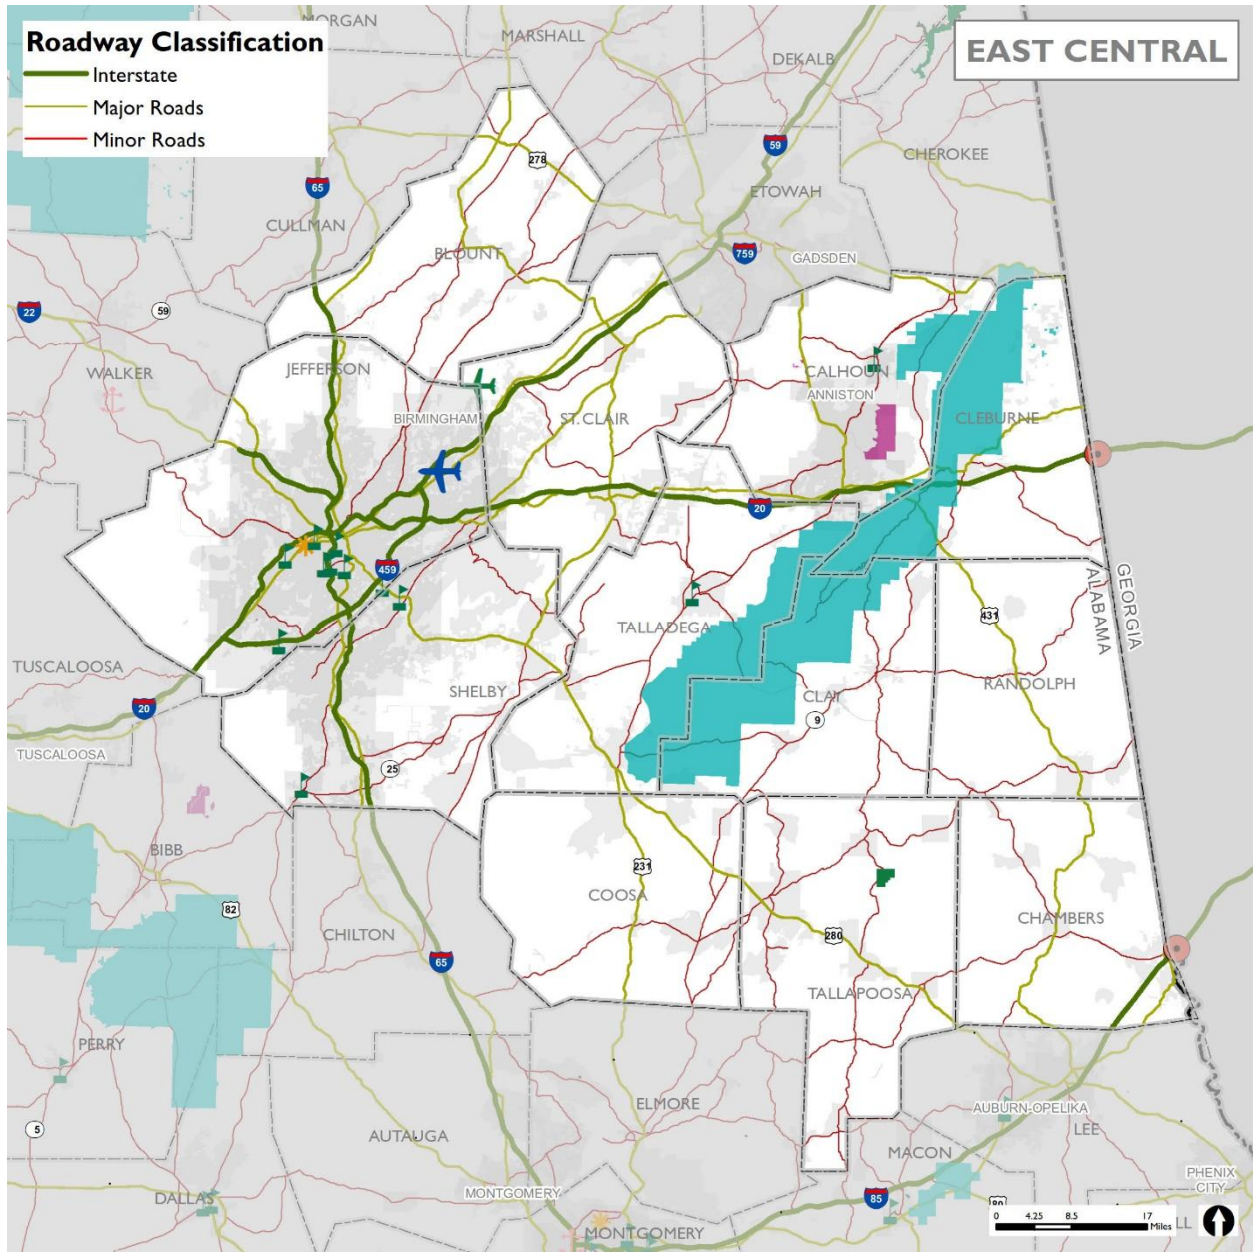 Roadway Classification
Interstate
Major Roads
Minor Roads
EAST CENTRAL
MORGAN
MARSHALL
DEKALB
59
CHEROKEE
278
65
ETOWAH
CULLMAN
759
GADSDEN
BLOUNT
22
59
WALKER
JEFFERSON
CALHOUN
ANNISTON
BIRMINGHAM
ST. CLAIR
CLEBURNE
20
459
GEORGIA
ALABAMA
431
TALLADEGA
TUSCALOOSA
RANDOLPH
SHELBY
CLAY
20
9
TUSCALOOSA
25
BIBB
231
COOSA
82
CHILTON
CHAMBERS
280
65
TALLAPOOSA
PERRY
ELMORE
AUBURN-OPELIKA
5
AUTAUGA
LEE
MACON
PHENIX
CITY
DALLAS
MONTGOMERY
85
80
MONTGOMERY
0 4.25 8.5 17
Miles
LL